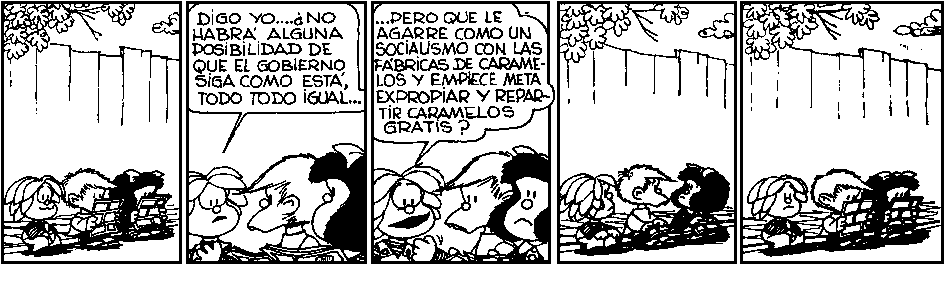 DIGO YO....¿NO
HABRÁ ALGUNA
POSIBILIDAD DE
QUE EL GOBIERNO
SIGA COMO ESTÁ,
TODO TODO IGUAL...
...PERO QUE LE
AGARRE COMO UN
SOCIALISMO CON LAS
FÁBRICAS DE CARAME-
LOS Y EMPIECE META
EXPROPIAR Y REPAR-
TIR CARAMELOS
GRATIS?